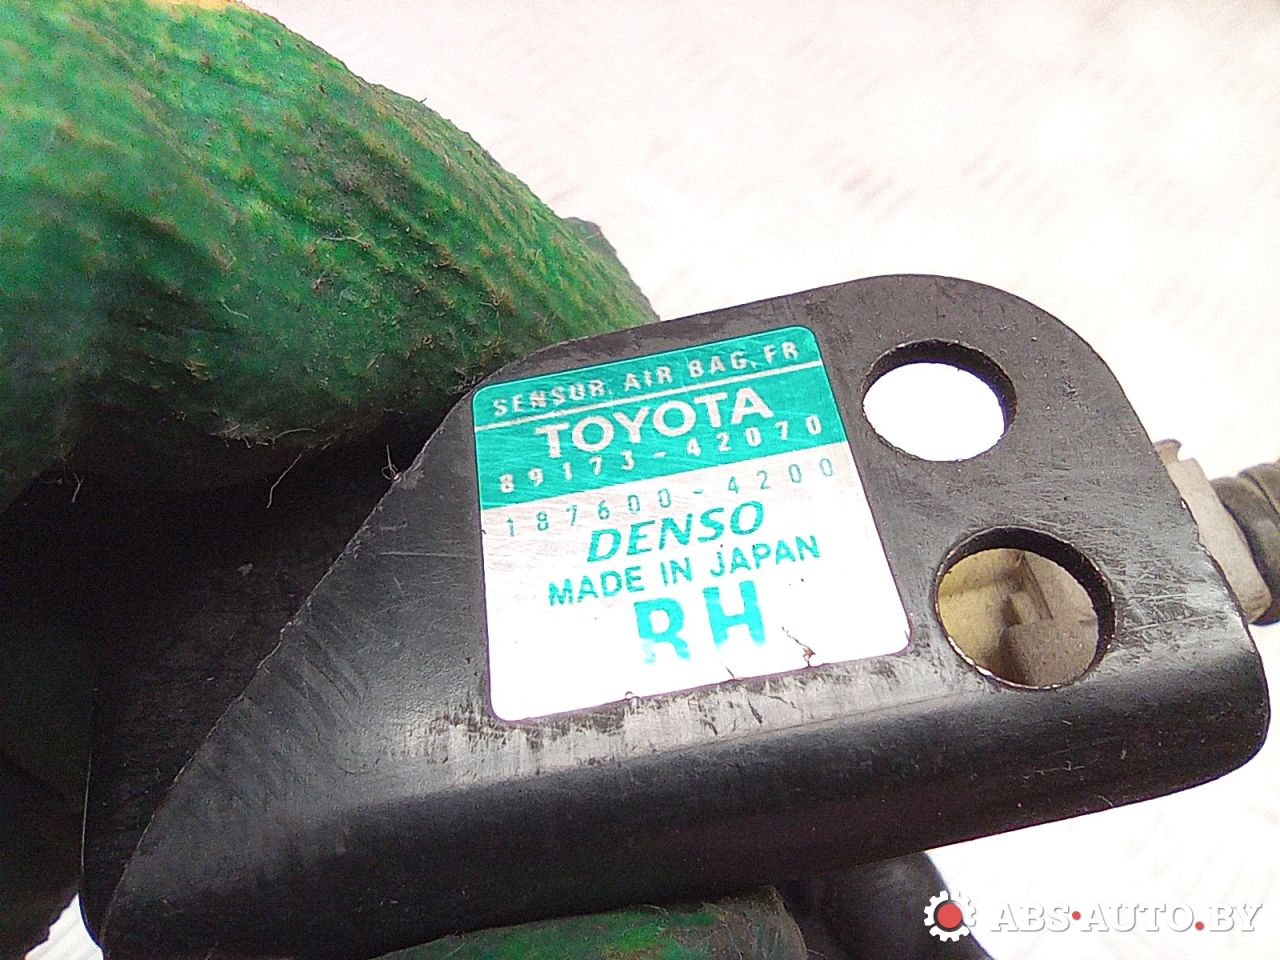 SENSOR, AIR BAG, FR
TOYOTA
89173-42070
187600-4200
DENSO
MADE IN JAPAN
RH
ABS•AUTO.BY